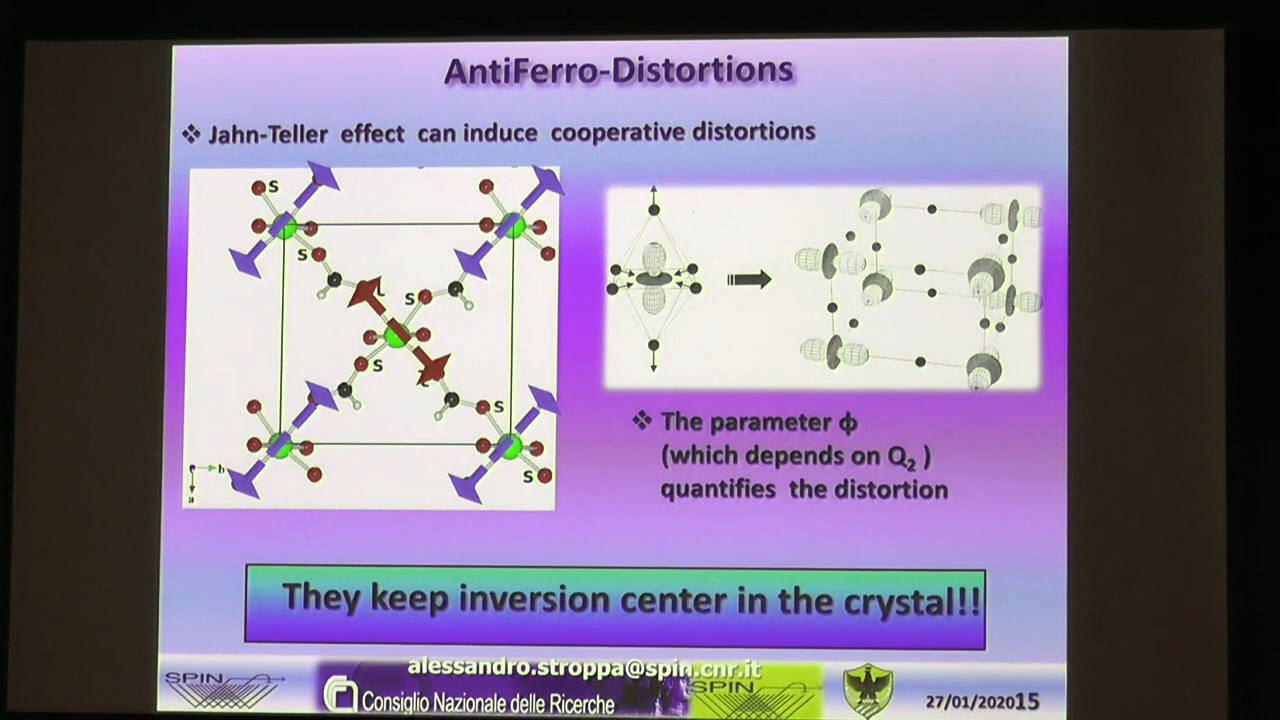 AntiFerro-Distortions
❖ Jahn-Teller effect can induce cooperative distortions
S
S
S
L
S
L
S
S
b
a
❖ The parameter ϕ
(which depends on Q₂ )
quantifies the distortion
They keep inversion center in the crystal!!
alessandro.stroppa@spin.cnr.it
SPIN
Consiglio Nazionale delle Ricerche
SPIN
27/01/2020 15